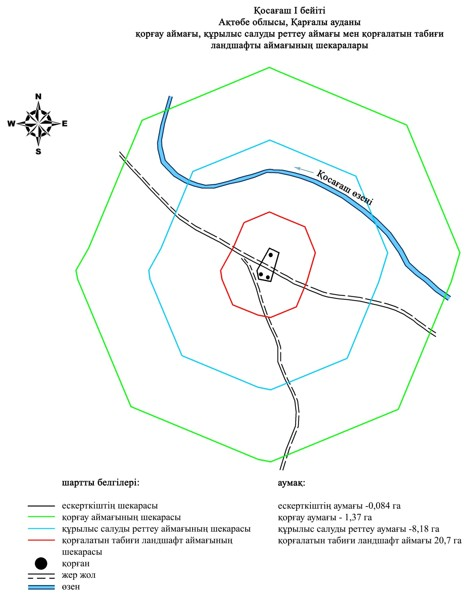 Қосағаш I бейіті
Ақтөбе облысы, Қарғалы ауданы
қорғау аймағы, құрылыс салуды реттеу аймағы мен қорғалатын табиғи
ландшафты аймағының шекаралары
N
W
E
S
Қосағаш өзені
шартты белгілері:
ескерткіштің шекарасы
қорғау аймағының шекарасы
құрылыс салуды реттеу аймағының шекарасы
қорғалатын табиғи ландшафт аймағының
шекарасы
қорған
жер жол
өзен
аумақ:
ескерткіштің аумағы -0,084 га
қорғау аумағы - 1,37 га
құрылыс салуды реттеу аумағы -8,18 га
қорғалатын табиғи ландшафт аймағы 20,7 га